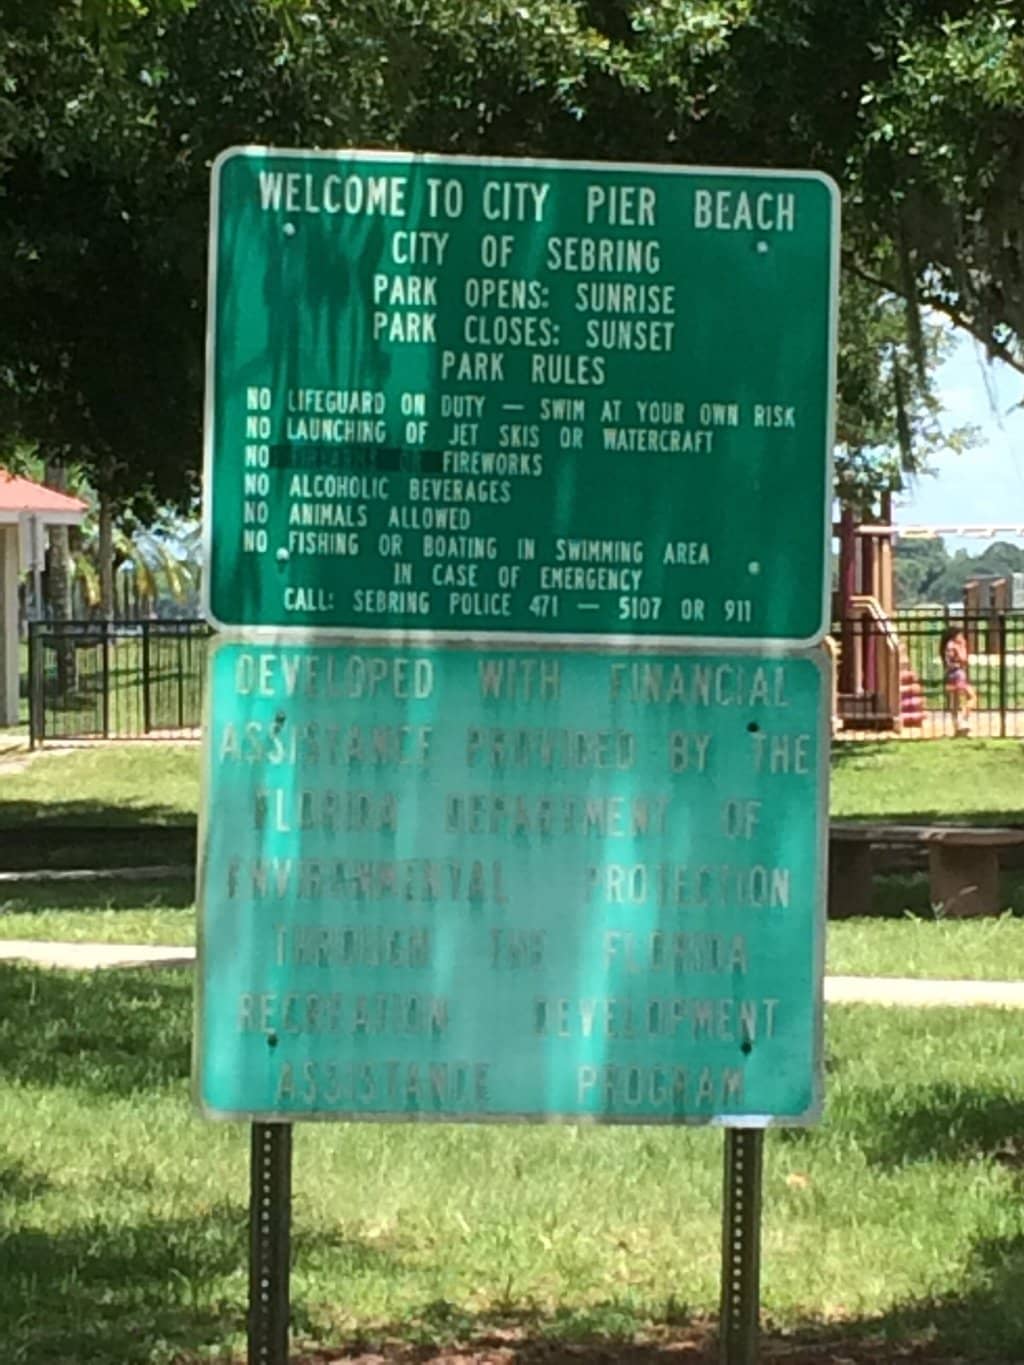 WELCOME TO CITY PIER BEACH
CITY OF SEBRING
PARK OPENS: SUNRISE
PARK CLOSES: SUNSET
PARK RULES
NO LIFEGUARD ON DUTY — SWIM AT YOUR OWN RISK
NO LAUNCHING OF JET SKIS OR WATERCRAFT
NO FIREARMS OR FIREWORKS
NO ALCOHOLIC BEVERAGES
NO ANIMALS ALLOWED
NO FISHING OR BOATING IN SWIMMING AREA
IN CASE OF EMERGENCY
CALL: SEBRING POLICE 471 — 5107 OR 911
DEVELOPED WITH FINANCIAL
ASSISTANCE PROVIDED BY THE
FLORIDA DEPARTMENT OF
ENVIRONMENTAL PROTECTION
THROUGH THE FLORIDA
RECREATION DEVELOPMENT
ASSISTANCE PROGRAM